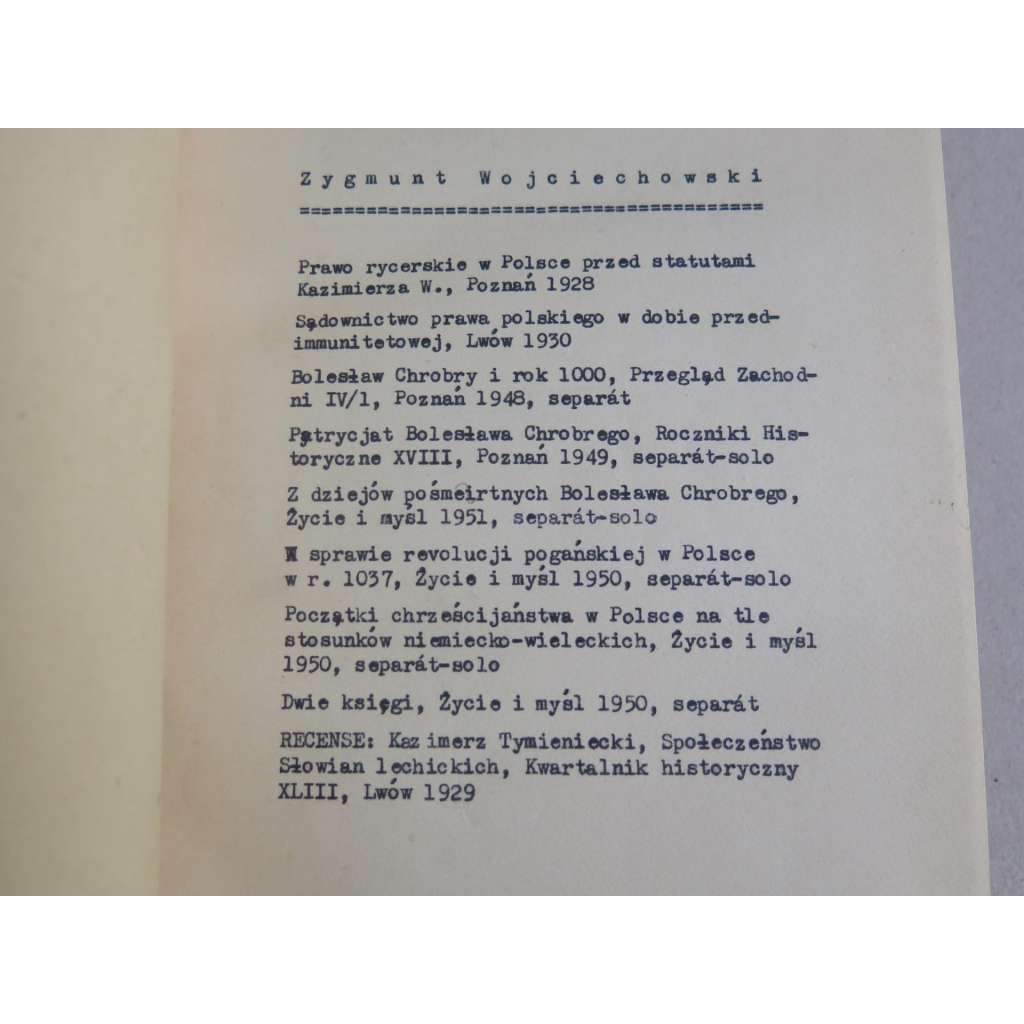 Zygmunt Wojciechowski
=========================================
Prawo rycerskie w Polsce przed statutami
Kazimierza W., Poznań 1928
Sądownictwo prawa polskiego w dobie przed-
immunitetowej, Lwów 1930
Bolesław Chrobry i rok 1000, Przegląd Zachod-
ni IV/1, Poznań 1948, separát
Pątrycjat Bolesława Chrobrego, Roczniki His-
toryczne XVIII, Poznań 1949, separát-solo
Z dziejów pośmeirtnych Bolesława Chrobrego,
Życie i myśl 1951, separát-solo
W sprawie revolucji pogańskiej w Polsce
w r. 1037, Życie i myśl 1950, separát-solo
Początki chrześcijaństwa w Polsce na tle
stosunków niemiecko-wieleckich, Życie i myśl
1950, separát-solo
Dwie księgi, Życie i myśl 1950, separát
RECENSE: Kazimerz Tymieniecki, Społeczeństwo
Słowian lechickich, Kwartalnik historyczny
XLIII, Lwów 1929